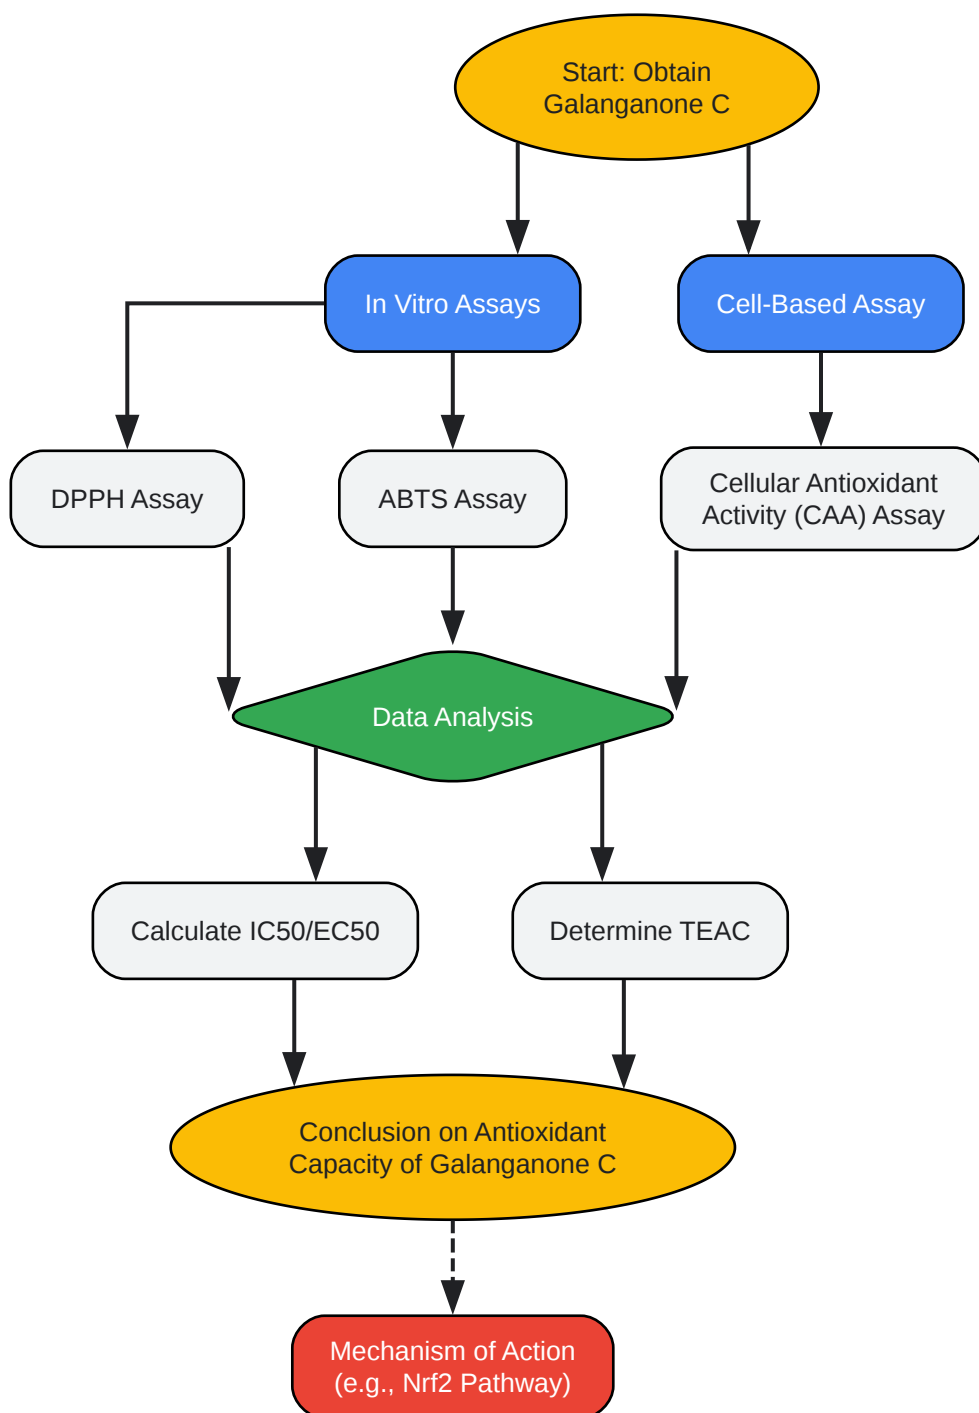 Start: Obtain
Galanganone C
In Vitro Assays
Cell-Based Assay
DPPH Assay
ABTS Assay
Cellular Antioxidant
Activity (CAA) Assay
Data Analysis
Calculate IC50/EC50
Determine TEAC
Conclusion on Antioxidant
Capacity of Galanganone C
Mechanism of Action
(e.g., Nrf2 Pathway)